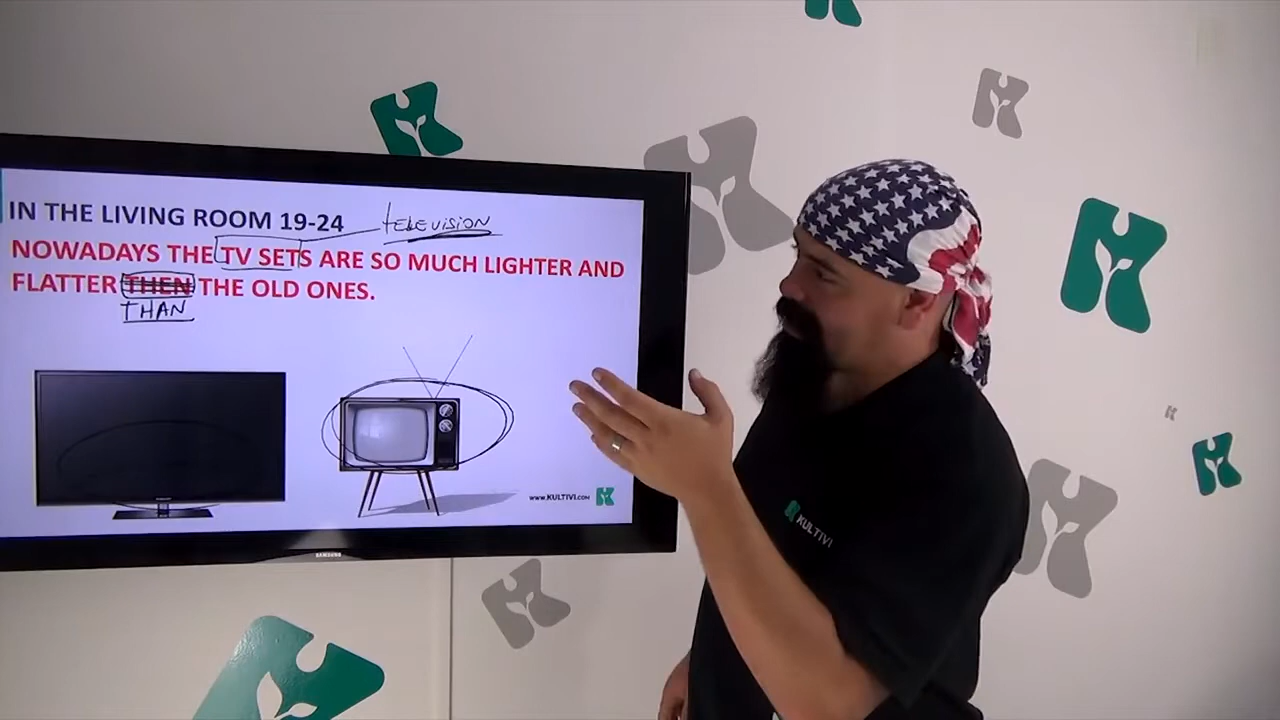 IN THE LIVING ROOM 19-24 TELEVISION
NOWADAYS THE TV SETS ARE SO MUCH LIGHTER AND
FLATTER THEN THE OLD ONES.
THAN
WWW.KULTIVI.COM
SAMSUNG
KULTIVI